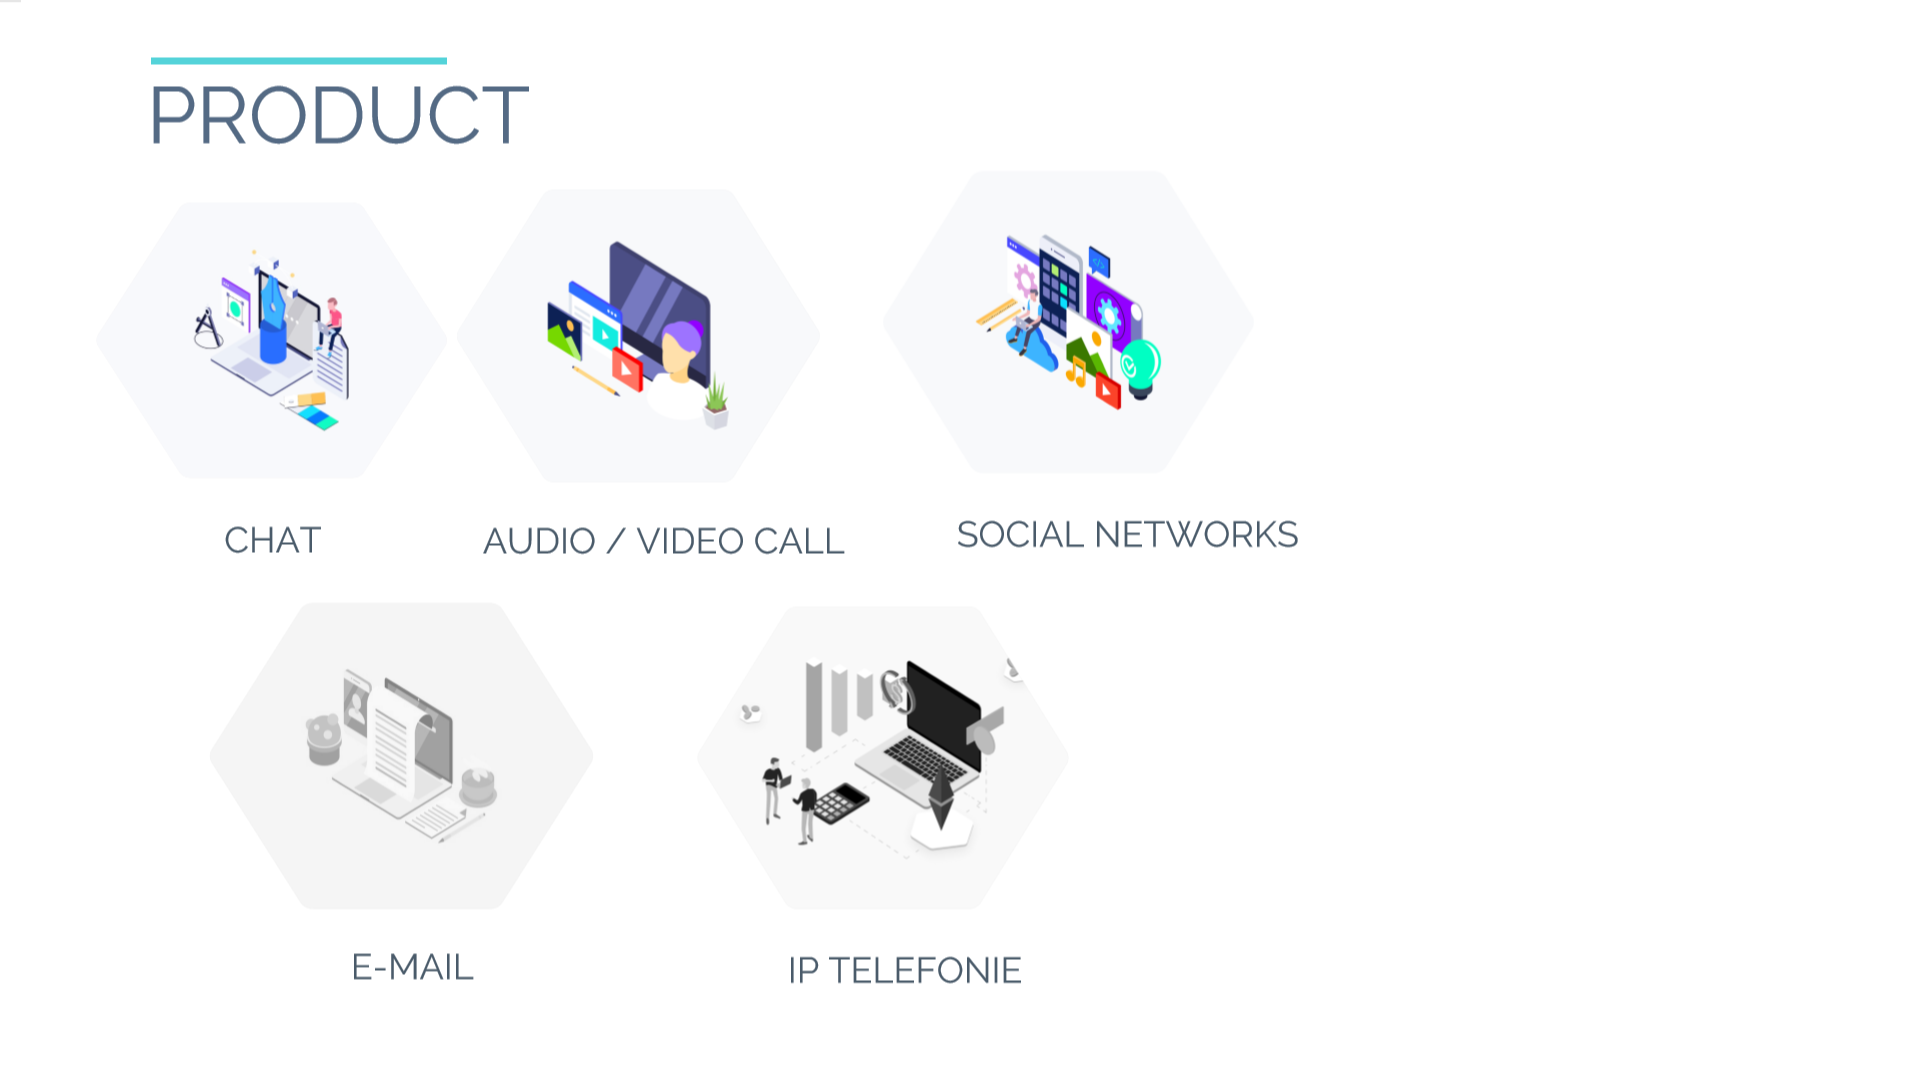 PRODUCT
CHAT
AUDIO / VIDEO CALL
SOCIAL NETWORKS
E-MAIL
IP TELEFONIE